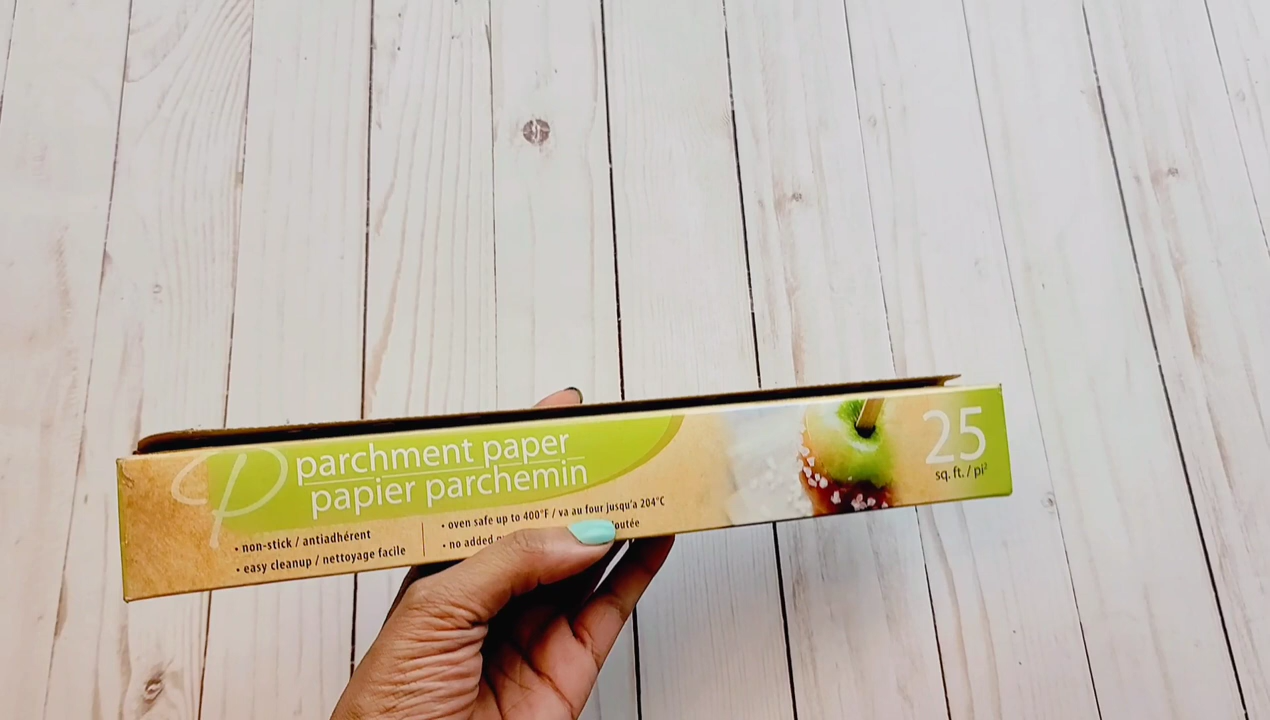 P
parchment paper
papier parchemin
• non-stick / antiadhérent
• easy cleanup / nettoyage facile
• oven safe up to 400°F / va au four jusqu'a 204°C
• no added
25
sq. ft. / pi²